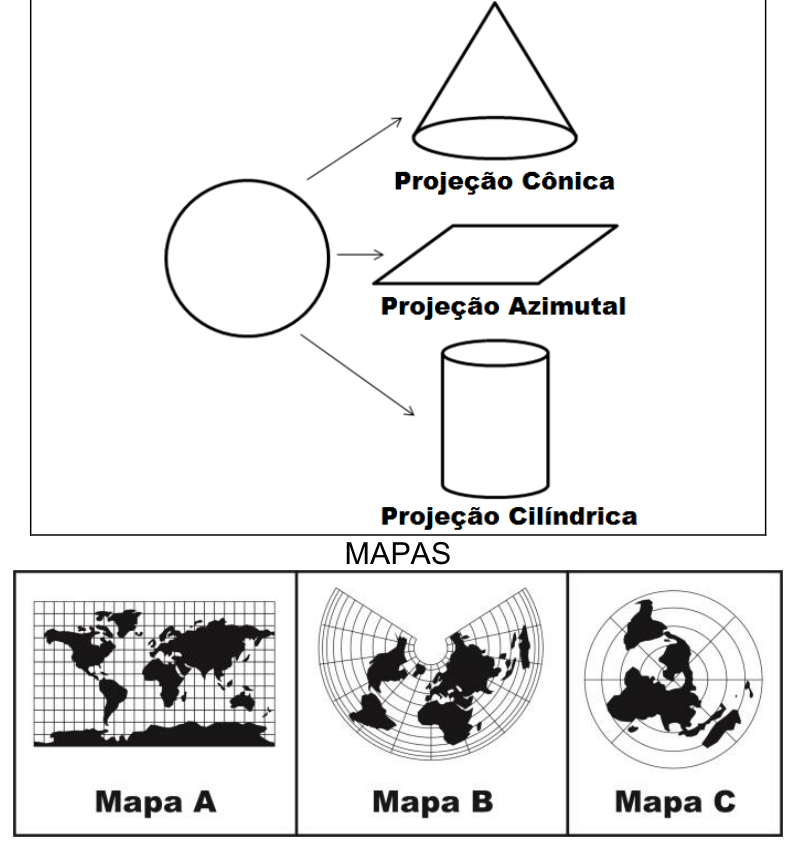 Projeção Cônica
Projeção Azimutal
Projeção Cilíndrica
MAPAS
Mapa A
Mapa B
Mapa C